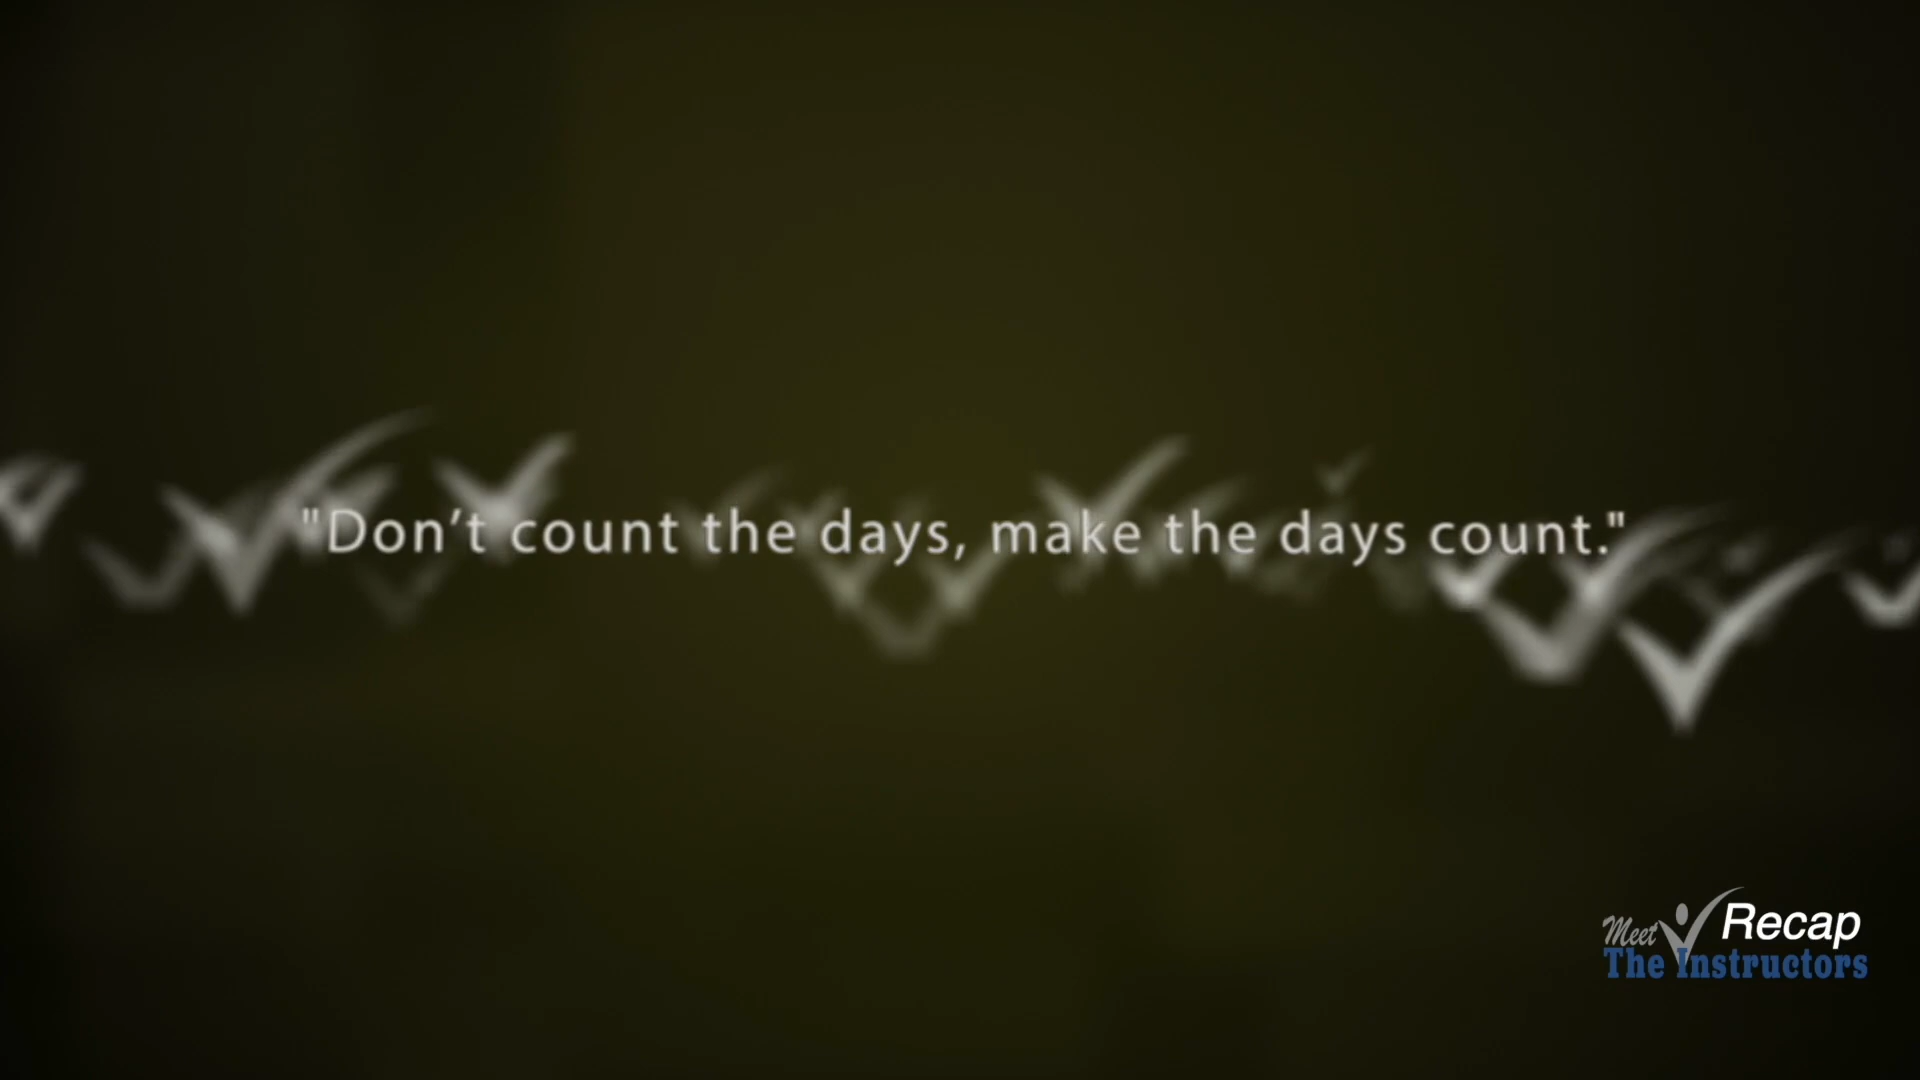 "Don’t count the days, make the days count."
Meet Recap
The Instructors